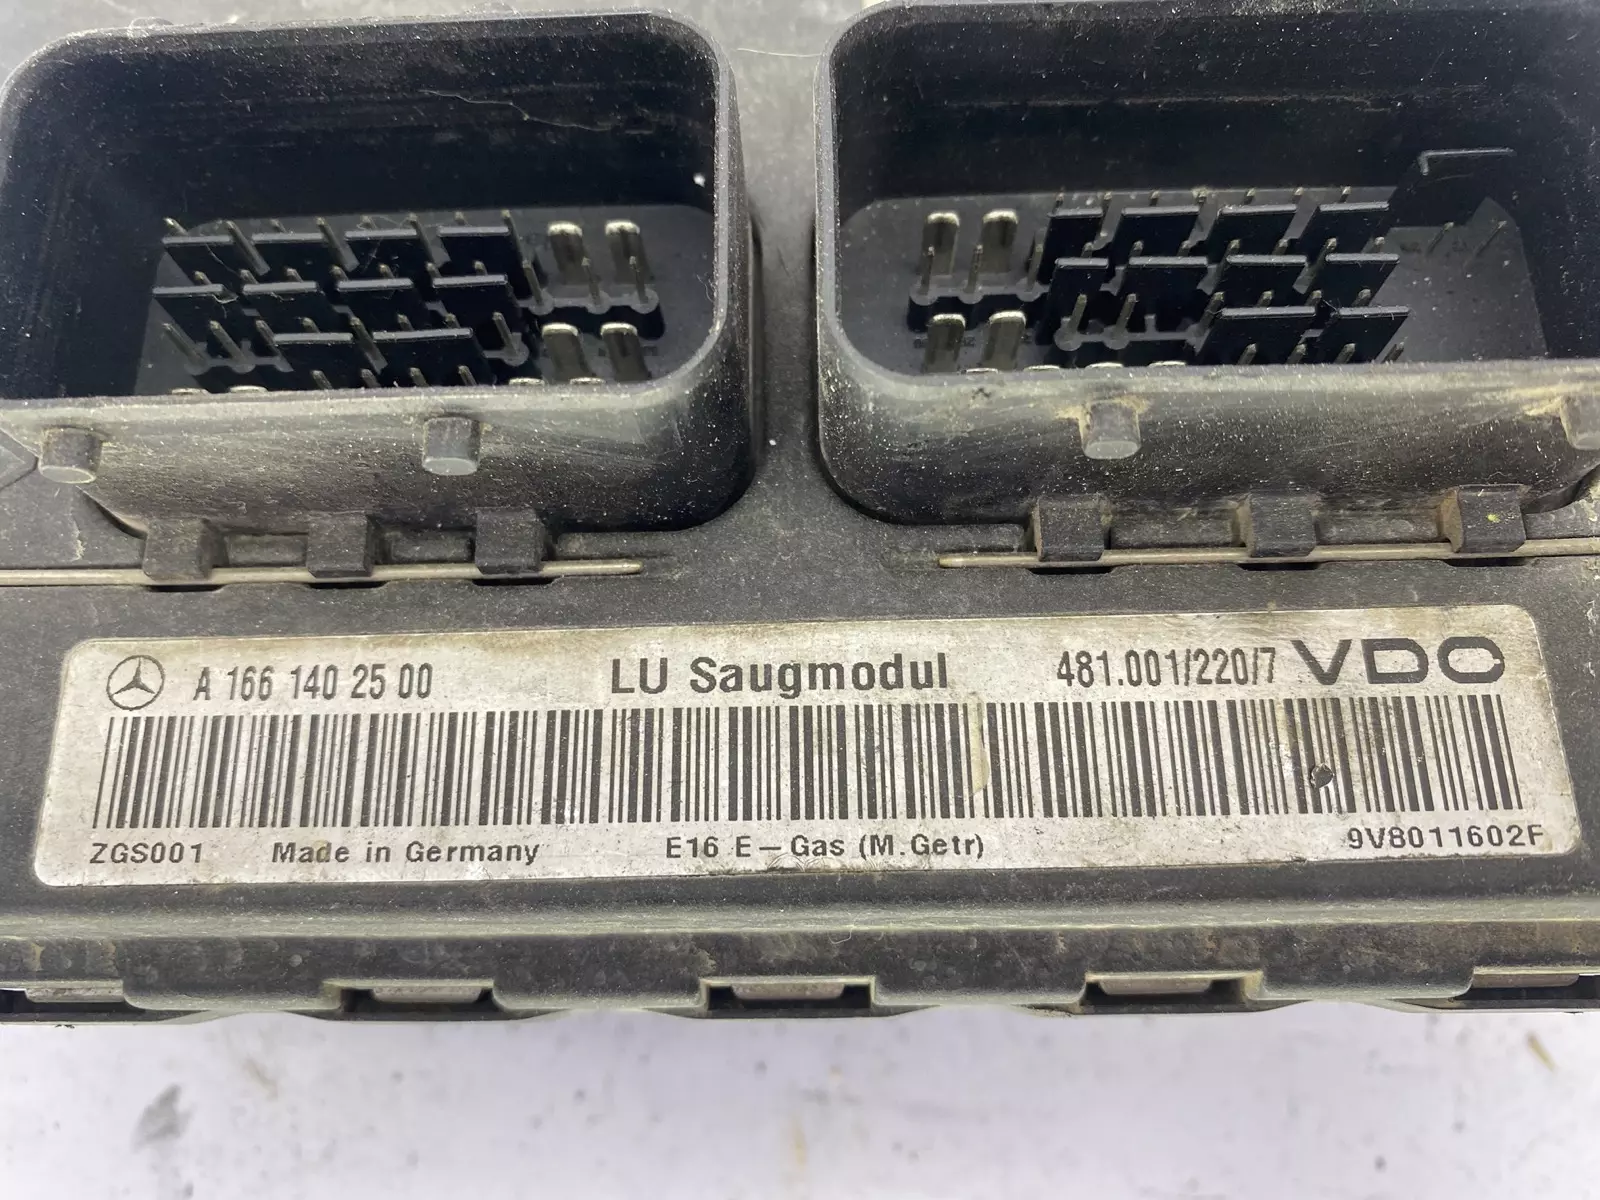 A 166 140 25 00 LU Saugmodul 481.001/220/7 VDO
ZGS001 Made in Germany E16 E-Gas (M.Getr) 9V8011602F